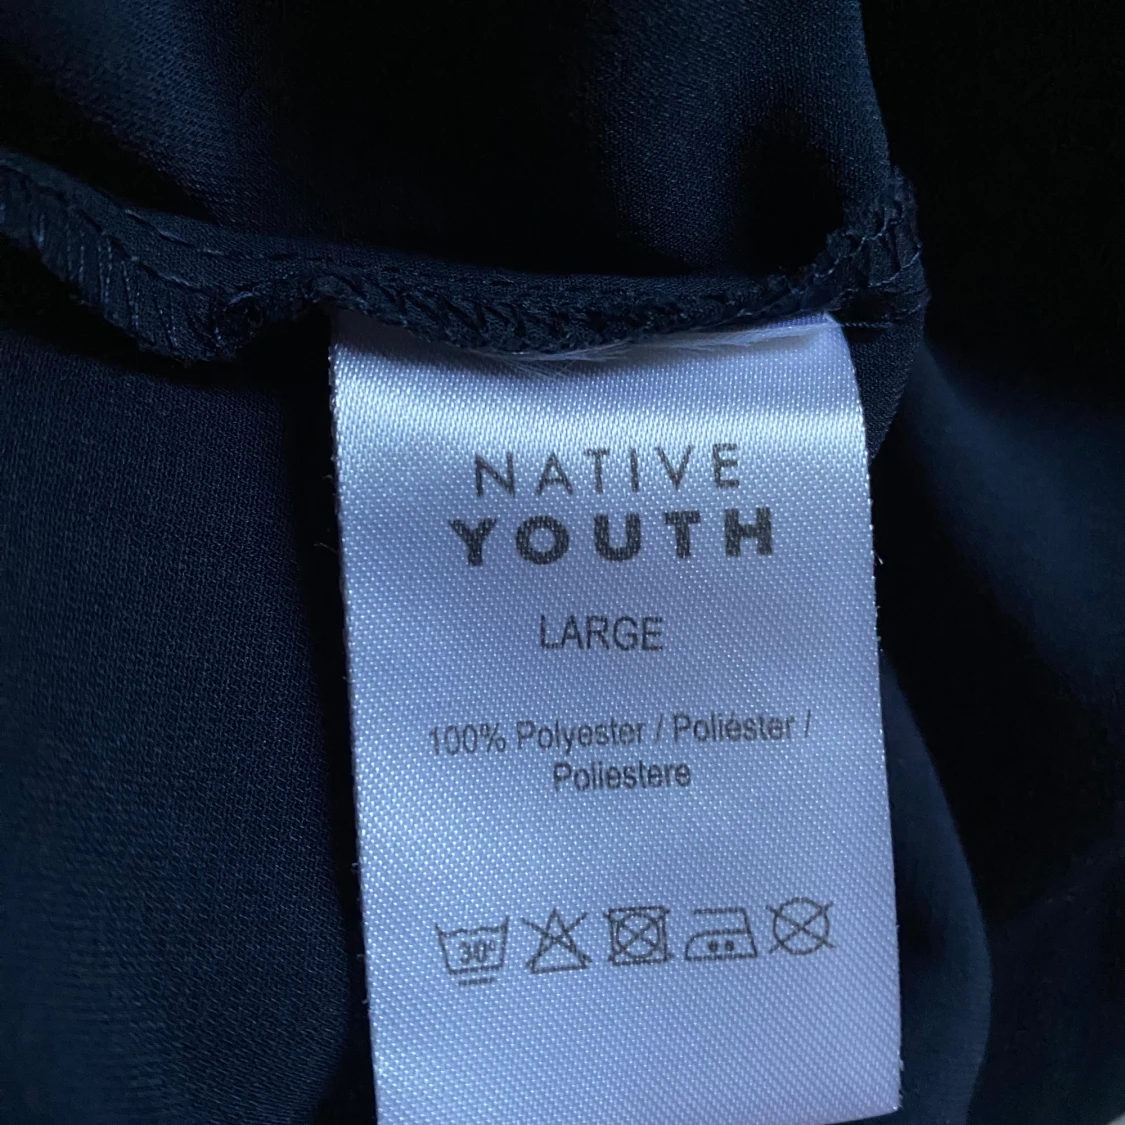 NATIVE
YOUTH
LARGE
100% Polyester / Poliéster /
Poliestere
30°